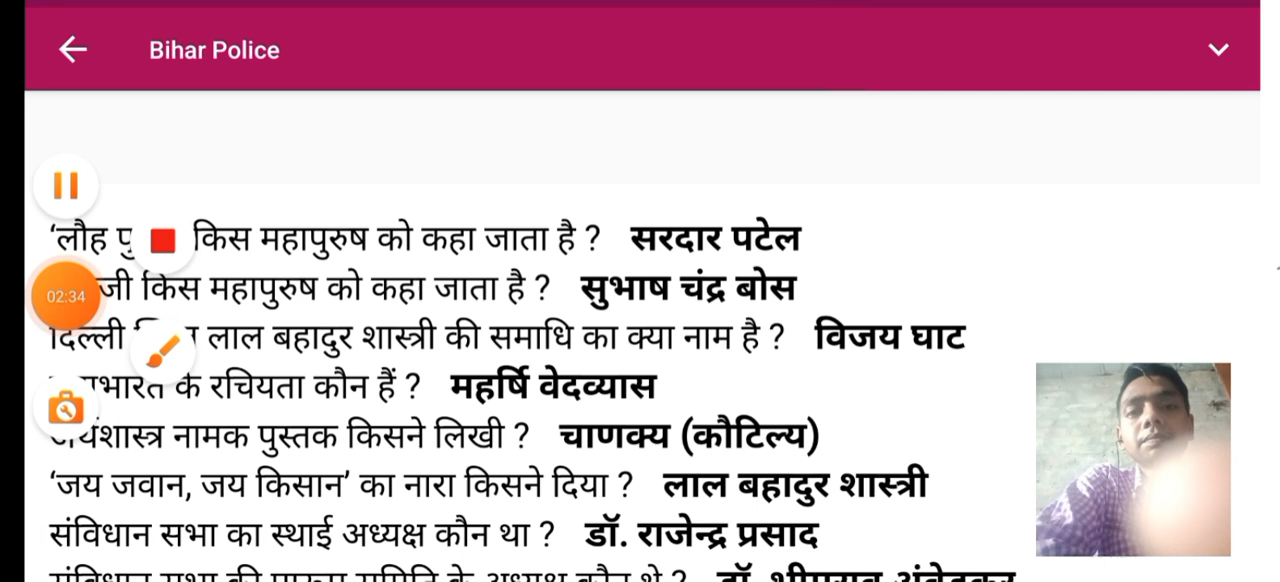 Bihar Police
‘लौह पु किस महापुरुष को कहा जाता है ? सरदार पटेल
02:34 जी किस महापुरुष को कहा जाता है ? सुभाष चंद्र बोस
दिल्ली लाल बहादुर शास्त्री की समाधि का क्या नाम है ? विजय घाट
के रचियता कौन हैं ? महर्षि वेदव्यास
नामक पुस्तक किसने लिखी ? चाणक्य (कौटिल्य)
‘जय जवान, जय किसान’ का नारा किसने दिया ? लाल बहादुर शास्त्री
संविधान सभा का स्थाई अध्यक्ष कौन था ? डॉ. राजेन्द्र प्रसाद